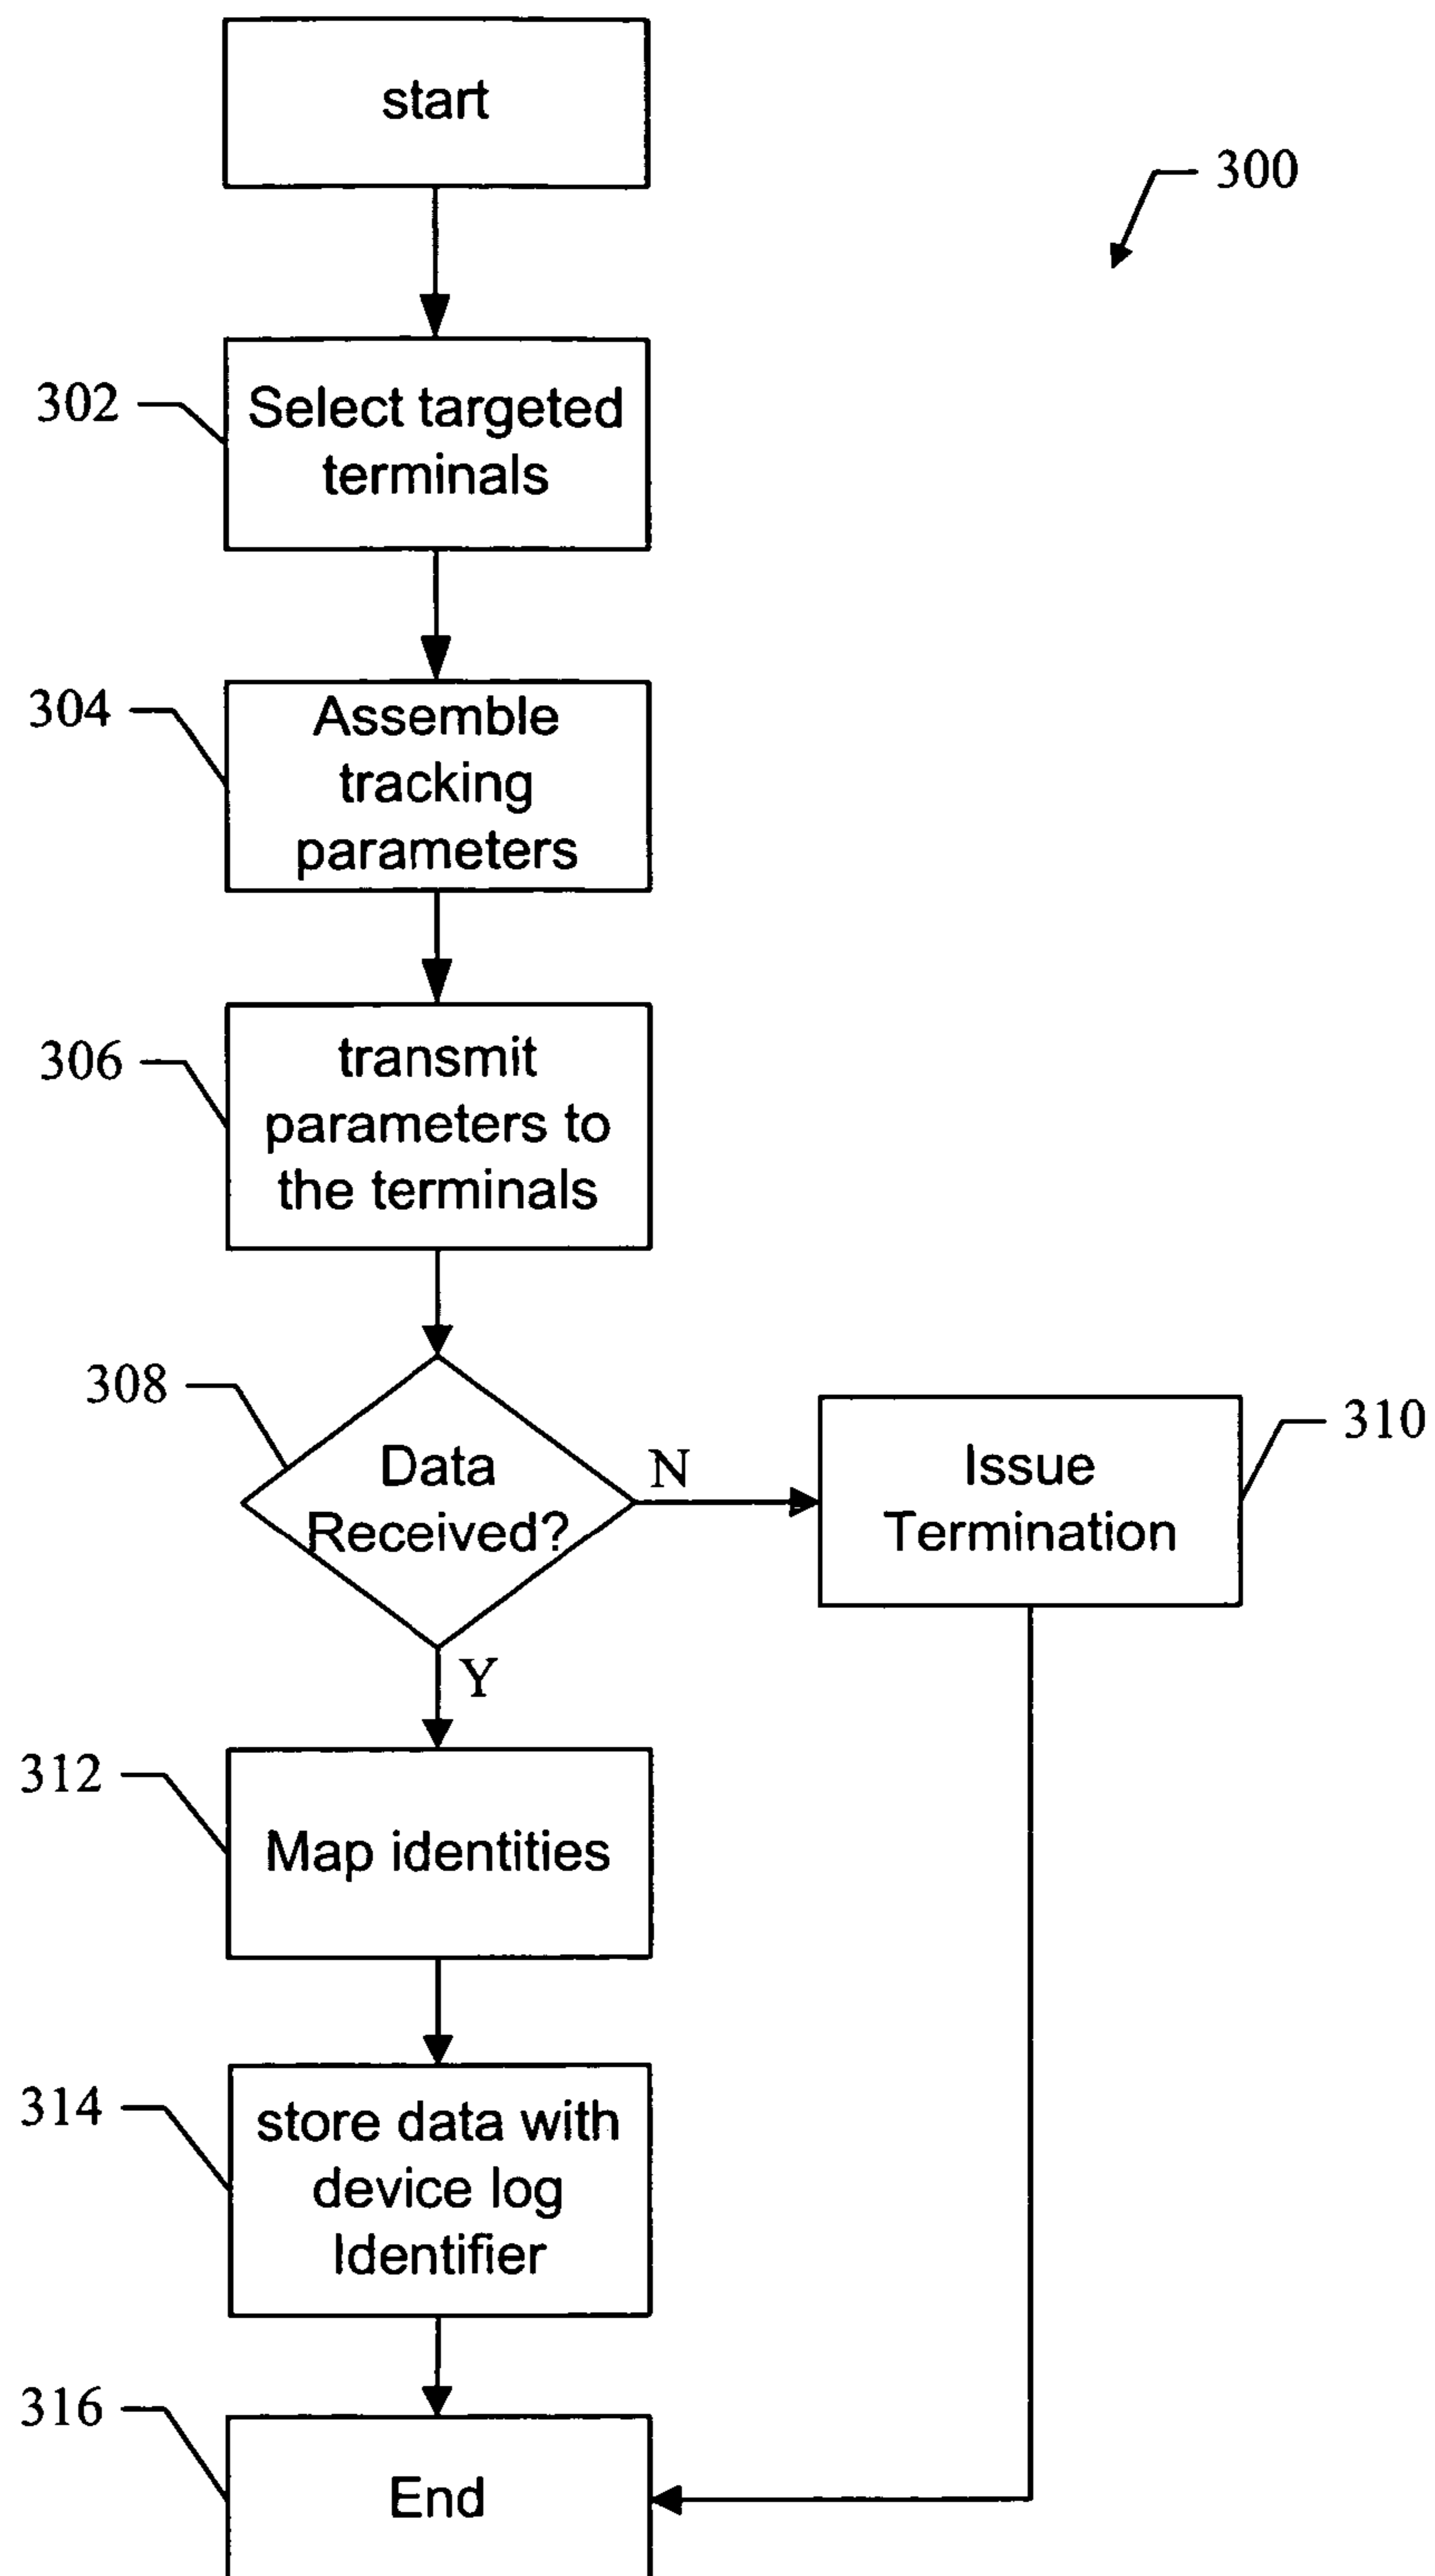 start
300
302
Select targeted
terminals
304
Assemble
tracking
parameters
306
transmit
parameters to
the terminals
308
Data
Received?
N
Issue
Termination
310
Y
312
Map identities
314
store data with
device log
Identifier
316
End